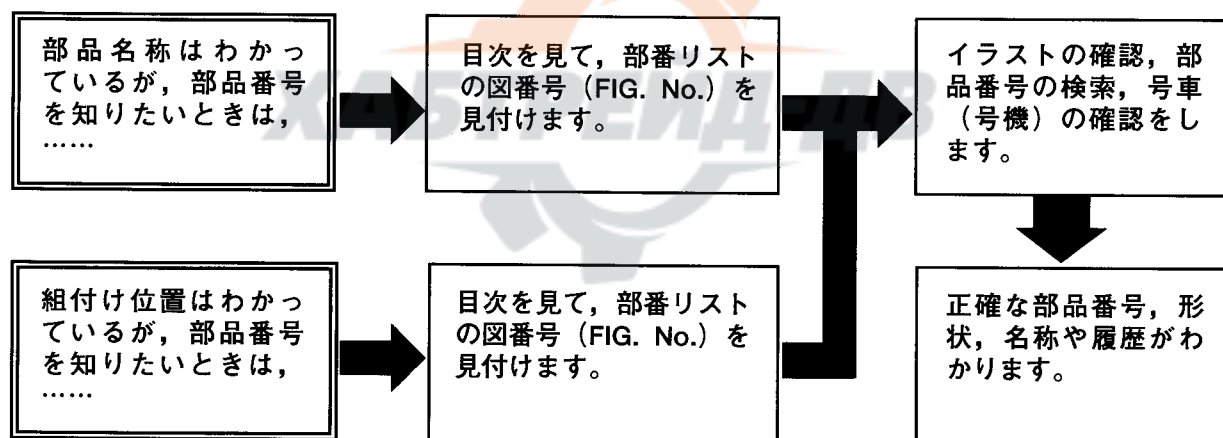 部品名称はわかっ
ているが，部品番号
を知りたいときは，
……
目次を見て，部番リスト
の図番号（FIG. No.）を
見付けます。
イラストの確認，部
品番号の検索，号車
（号機）の確認をし
ます。
組付け位置はわかっ
ているが，部品番号
を知りたいときは，
……
目次を見て，部番リスト
の図番号（FIG. No.）を
見付けます。
正確な部品番号，形
状，名称や履歴がわ
かります。
ХАБТРЕЙД-ДВ